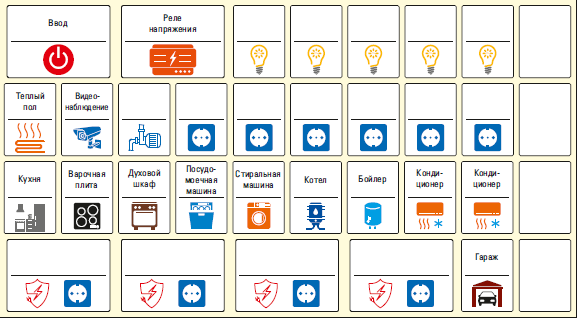 Ввод
Реле
напряжения
Теплый
пол
Видео-
наблюдение
Кухня
Варочная
плита
Духовой
шкаф
Посудо-
моечная
машина
Стиральная
машина
Котел
Бойлер
Конди-
ционер
Конди-
ционер
Гараж